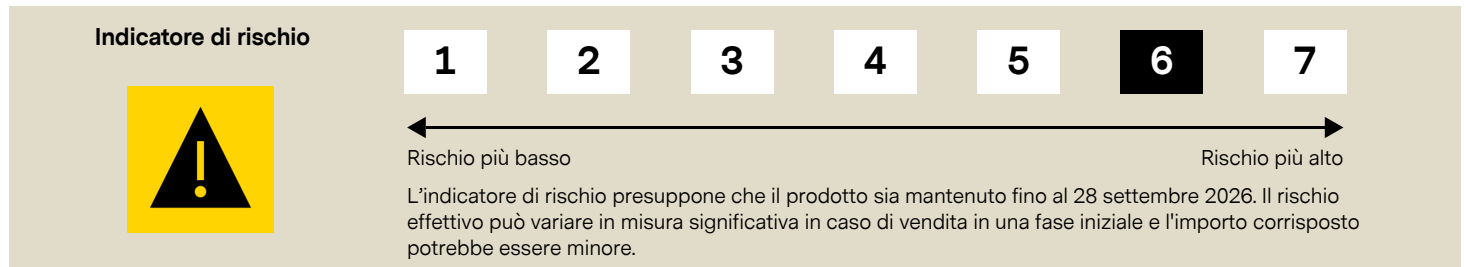 Indicatore di rischio
1 2 3 4 5 6 7
!
Rischio più basso Rischio più alto
L'indicatore di rischio presuppone che il prodotto sia mantenuto fino al 28 settembre 2026. Il rischio
effettivo può variare in misura significativa in caso di vendita in una fase iniziale e l'importo corrisposto
potrebbe essere minore.